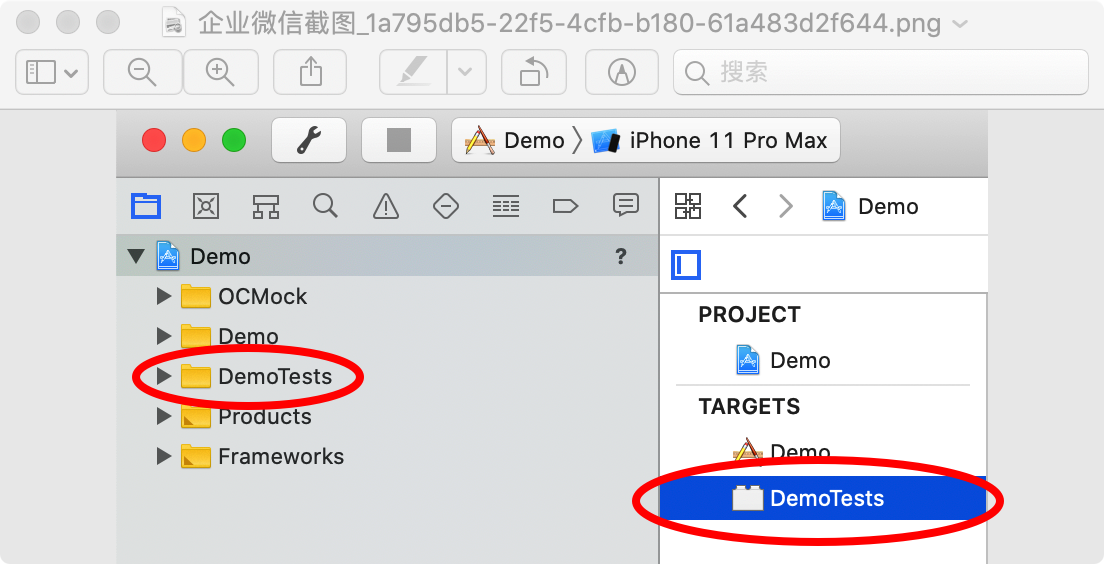 企业微信截图_1a795db5-22f5-4cfb-b180-61a483d2f644.png
搜索
Demo
iPhone 11 Pro Max
Demo
Demo
?
OCMock
Demo
DemoTests
Products
Frameworks
PROJECT
Demo
TARGETS
Demo
DemoTests